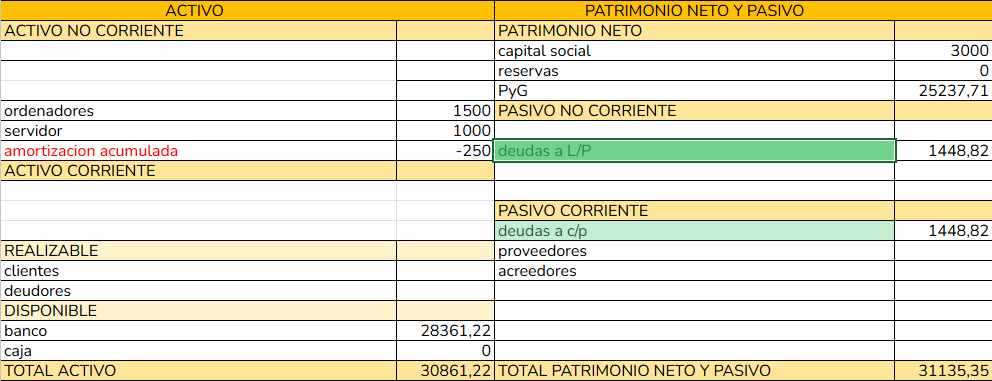 ACTIVO PATRIMONIO NETO Y PASIVO
ACTIVO NO CORRIENTE PATRIMONIO NETO
capital social 3000
reservas 0
PyG 25237,71
ordenadores 1500 PASIVO NO CORRIENTE
servidor 1000
amortizacion acumulada -250 deudas a L/P 1448,82
ACTIVO CORRIENTE
PASIVO CORRIENTE
deudas a c/p 1448,82
REALIZABLE proveedores
clientes acreedores
deudores
DISPONIBLE
banco 28361,22
caja 0
TOTAL ACTIVO 30861,22 TOTAL PATRIMONIO NETO Y PASIVO 31135,35